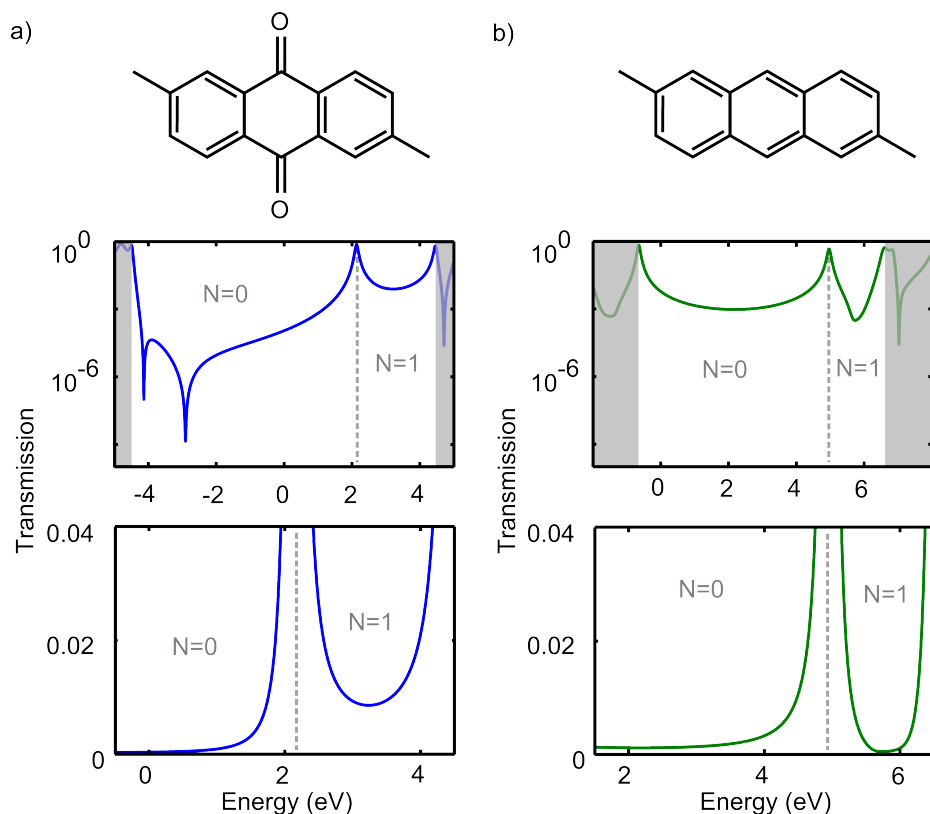 a)
O
O
10^0
N=0
N=1
10^-6
-4 -2 0 2 4
Transmission
0.04
N=1
0.02
N=0
0
0 2 4
Energy (eV)
b)
10^0
10^-6
N=0
N=1
0 2 4 6
Transmission
0.04
N=0
N=1
0.02
0
2 4 6
Energy (eV)